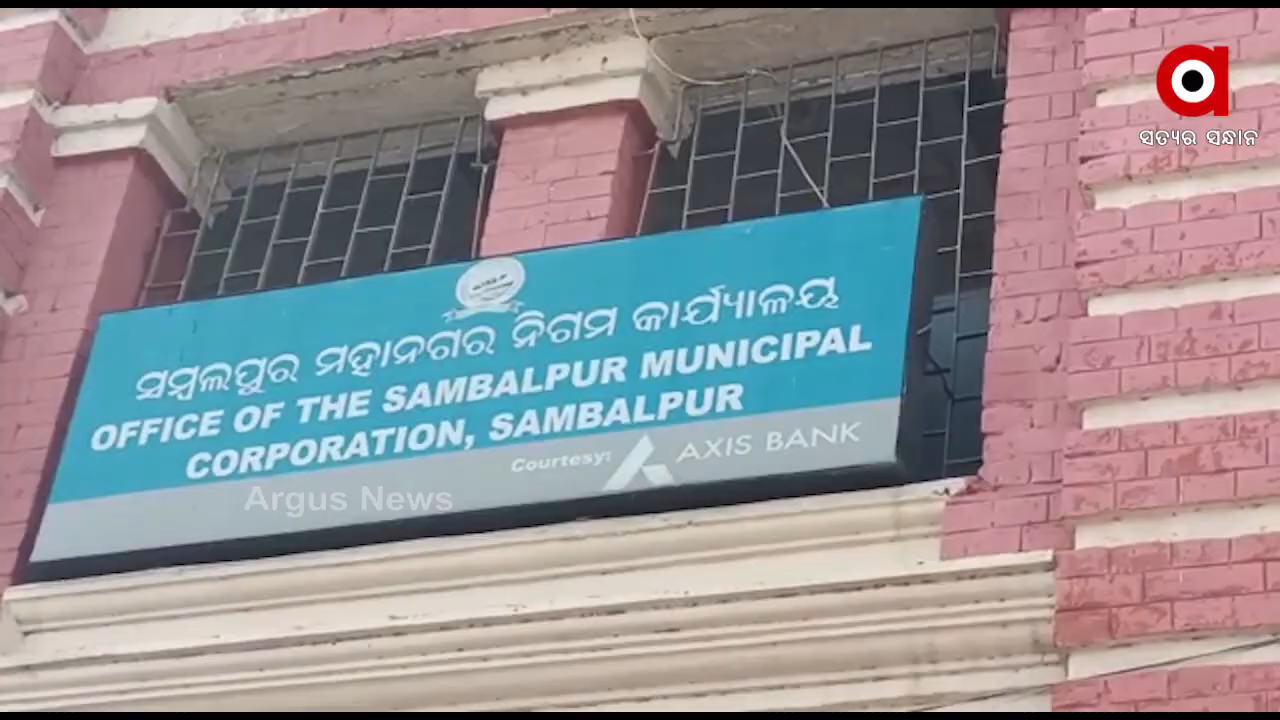 ସତ୍ୟର ସନ୍ଧାନ
ସମ୍ବଲପୁର ମହାନଗର ନିଗମ କାର୍ଯ୍ୟାଳୟ
OFFICE OF THE SAMBALPUR MUNICIPAL
CORPORATION, SAMBALPUR
Courtesy: AXIS BANK
Argus News